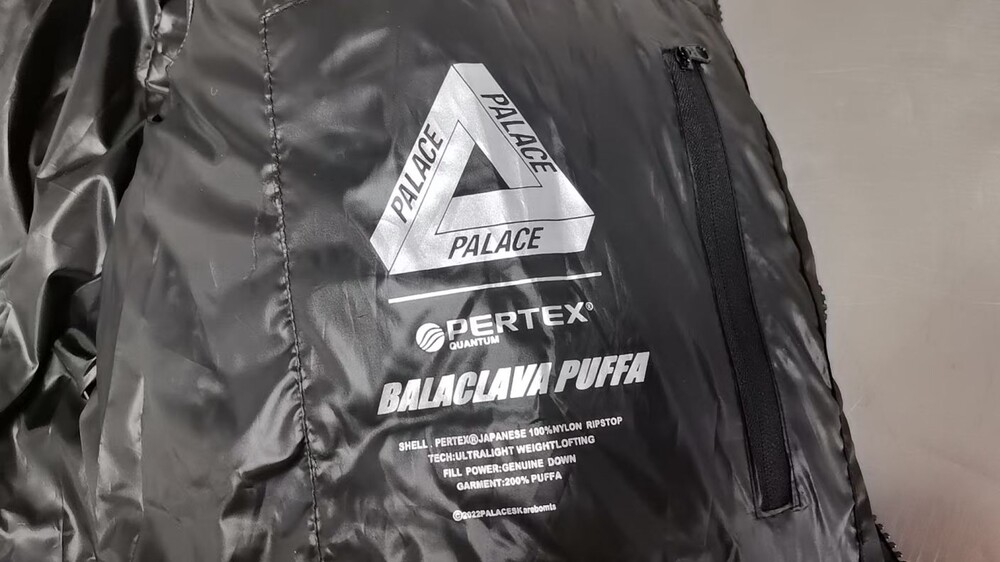 PALACE
PALACE
PALACE
PERTEX®
QUANTUM
BALACLAVA PUFFA
SHELL . PERTEX®JAPANESE 100%NYLON RIPSTOP
TECH:ULTRALIGHT WEIGHTLOFTING
FILL POWER:GENUINE DOWN
GARMENT:200% PUFFA
©2022PALACESKarebomis